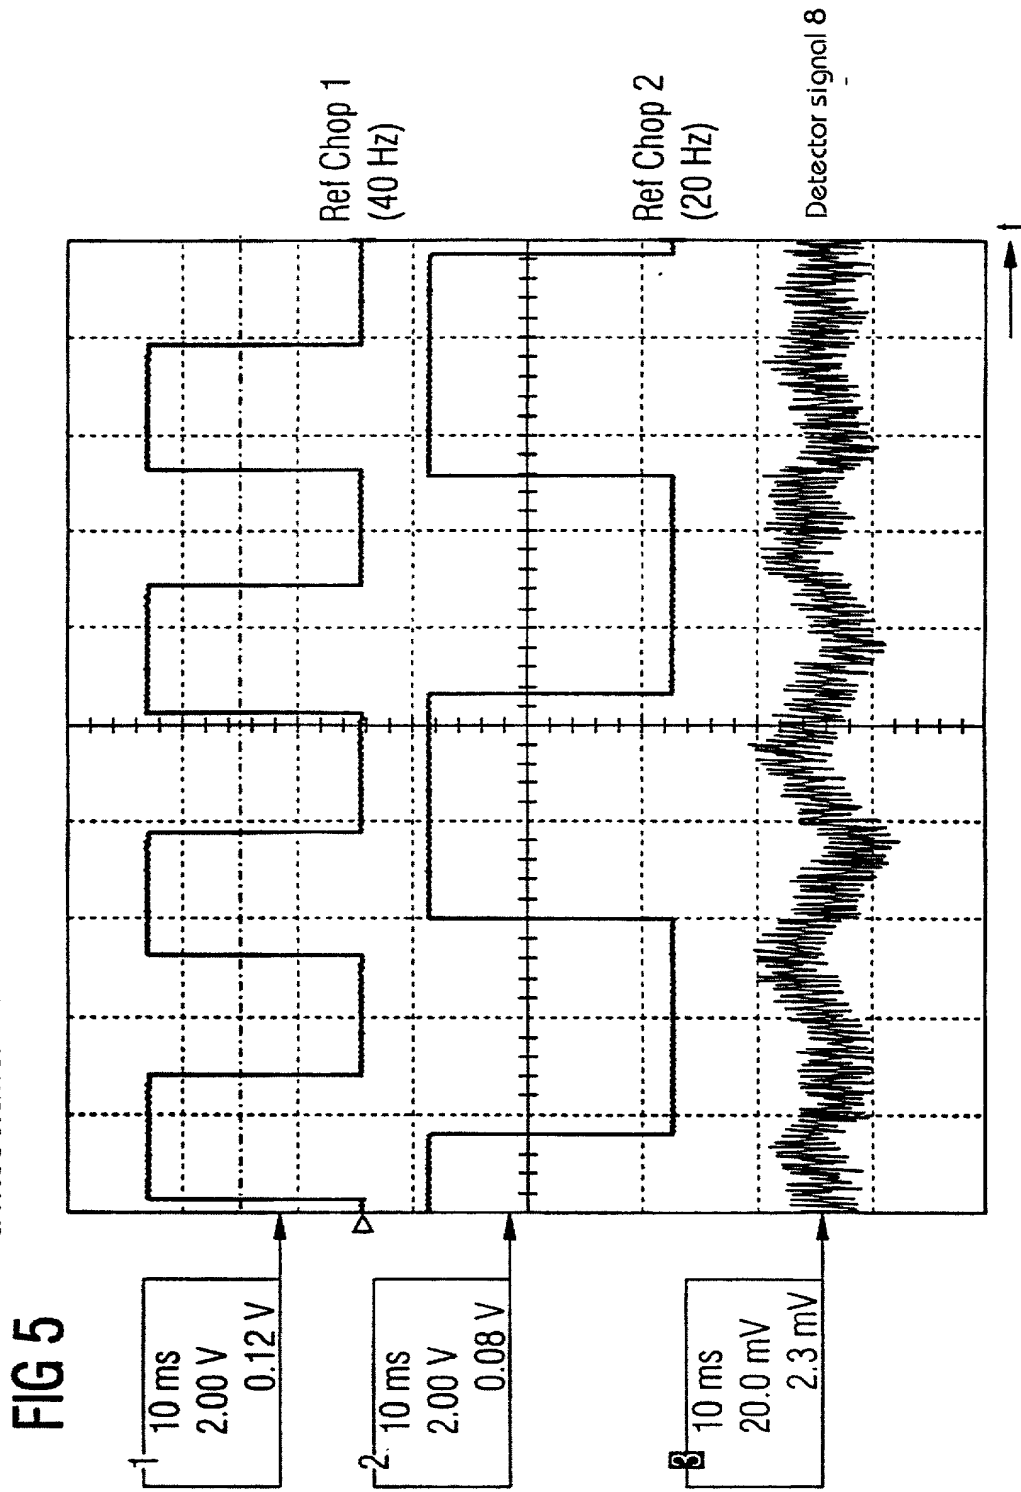 FIG 5
1
10 ms
2.00 V
0.12 V
2
10 ms
2.00 V
0.08 V
3
10 ms
20.0 mV
2.3 mV
Ref Chop 1
(40 Hz)
Ref Chop 2
(20 Hz)
Detector signal 8
t